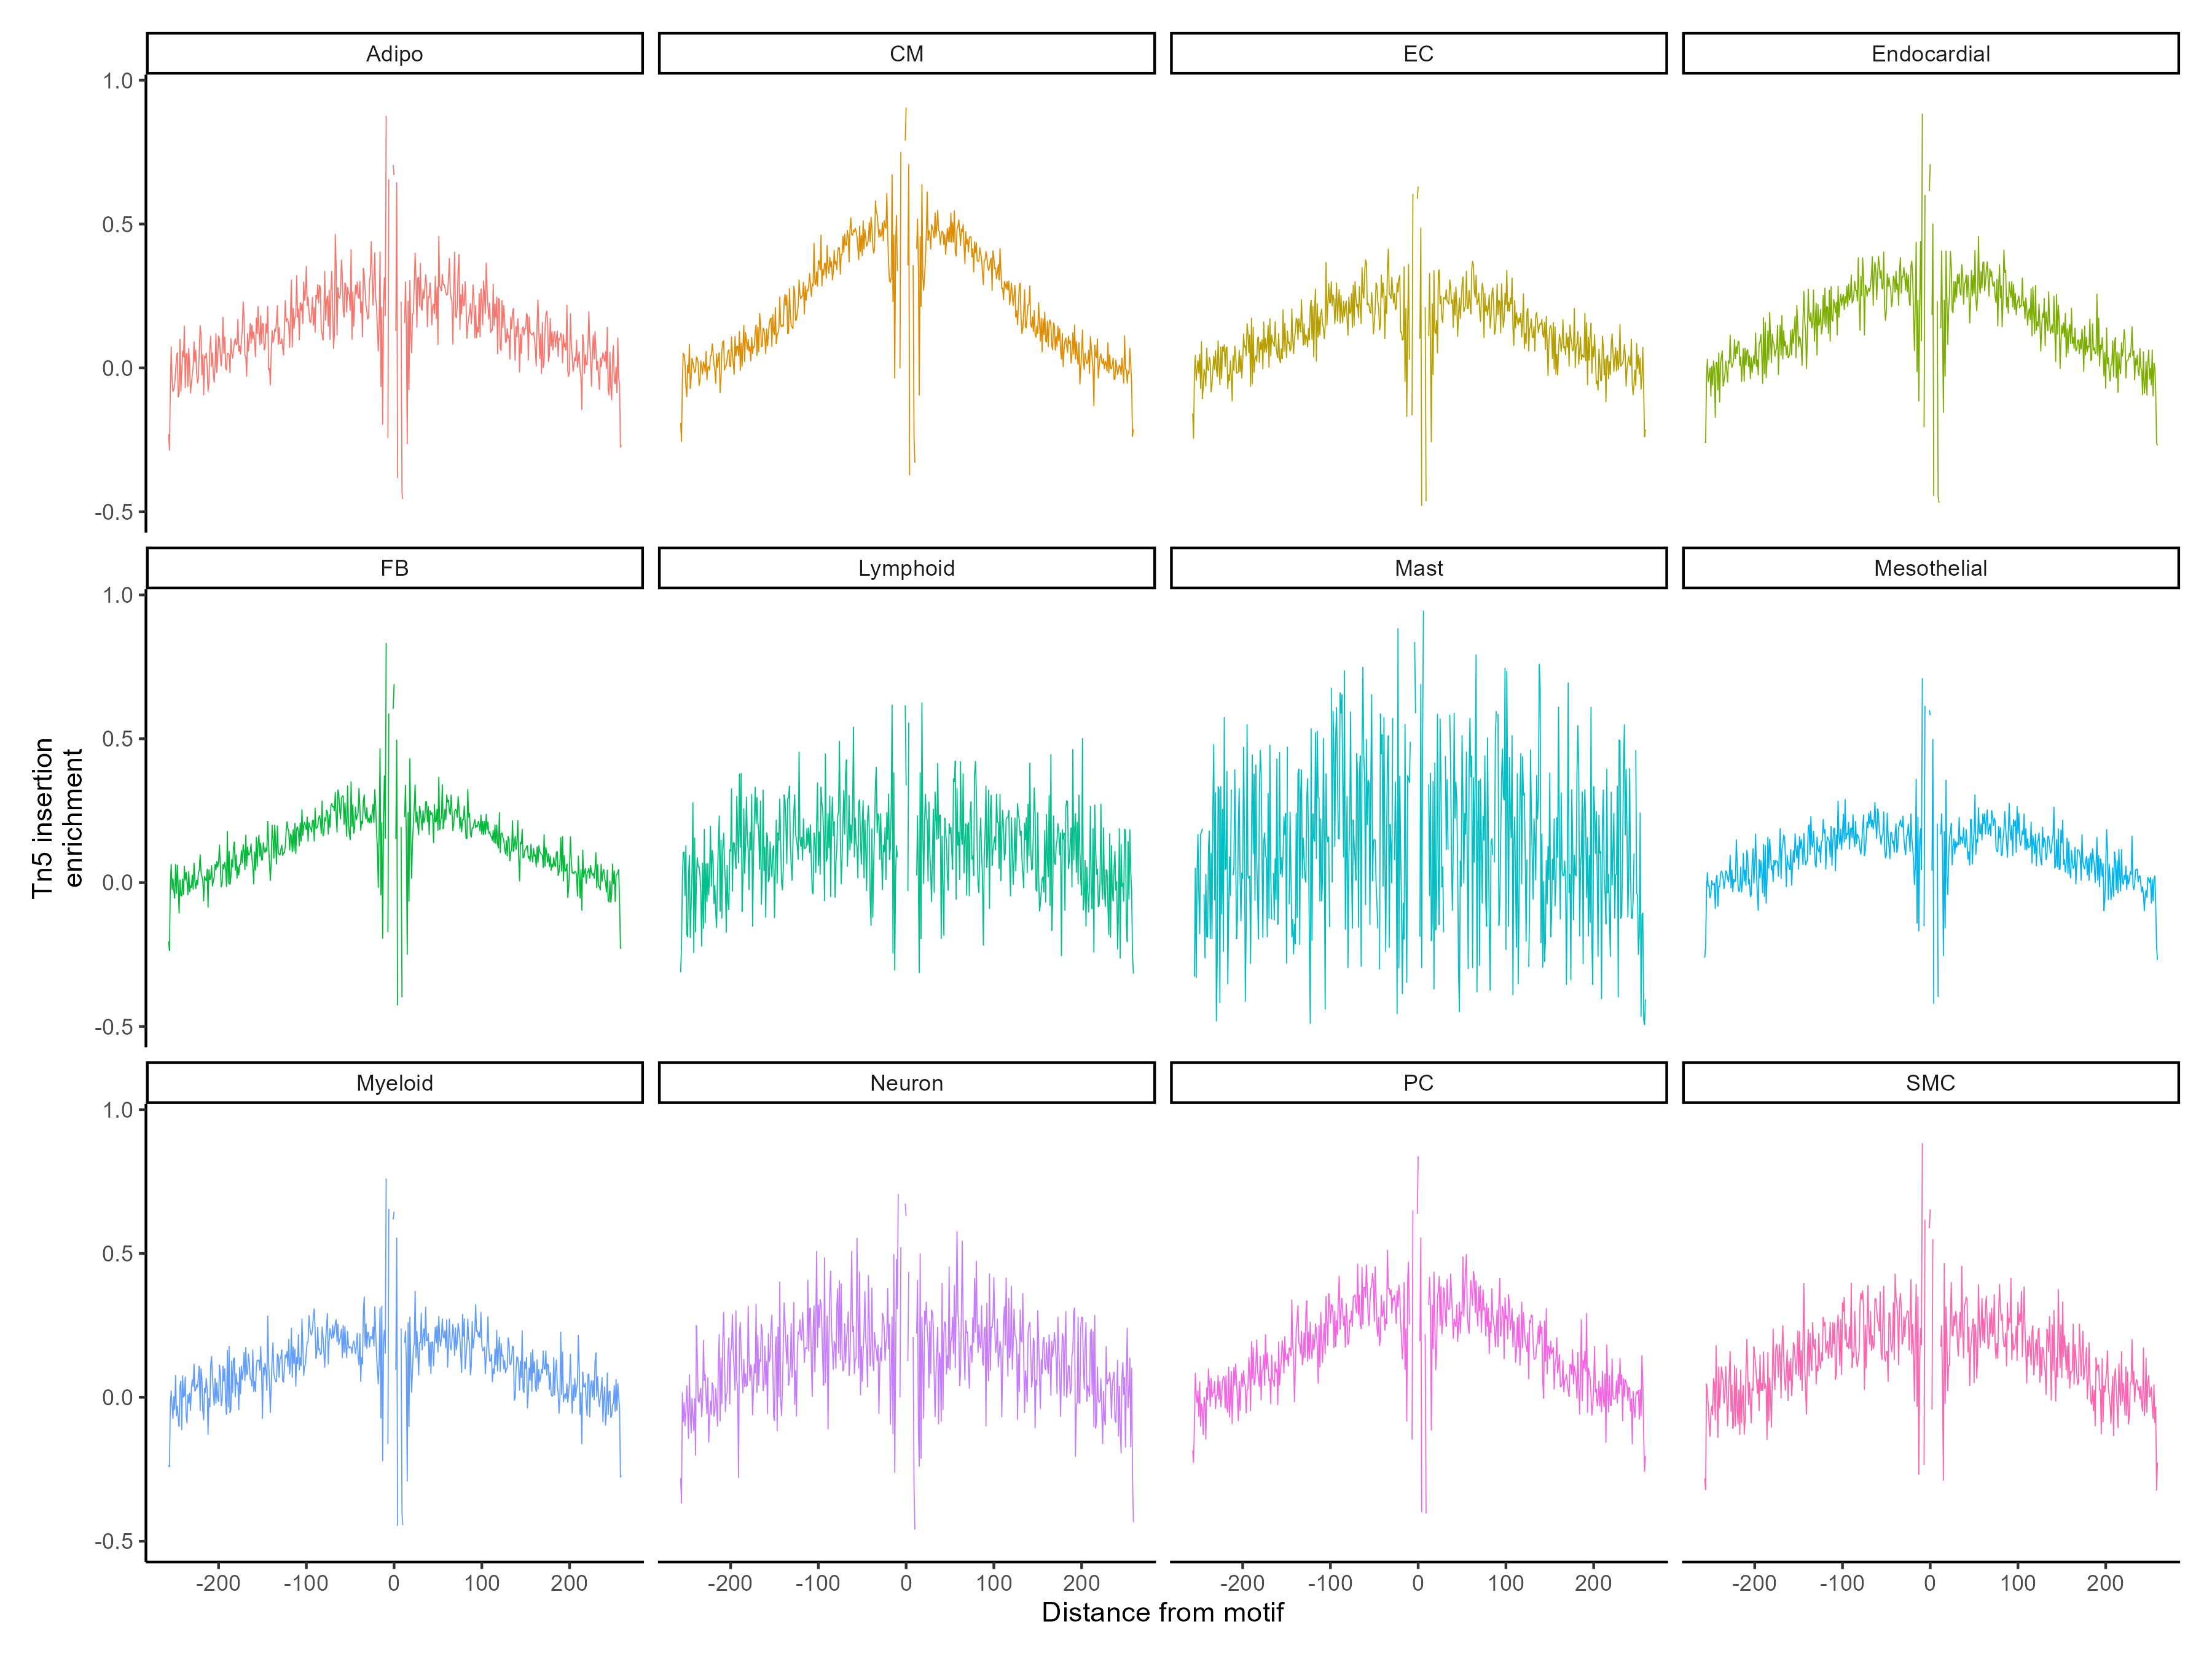 Adipo CM EC Endocardial
1.0
0.5
0.0
-0.5
FB Lymphoid Mast Mesothelial
1.0
0.5
0.0
-0.5
Tn5 insertion
enrichment
Myeloid Neuron PC SMC
1.0
0.5
0.0
-0.5
-200 -100 0 100 200 -200 -100 0 100 200 -200 -100 0 100 200 -200 -100 0 100 200
Distance from motif